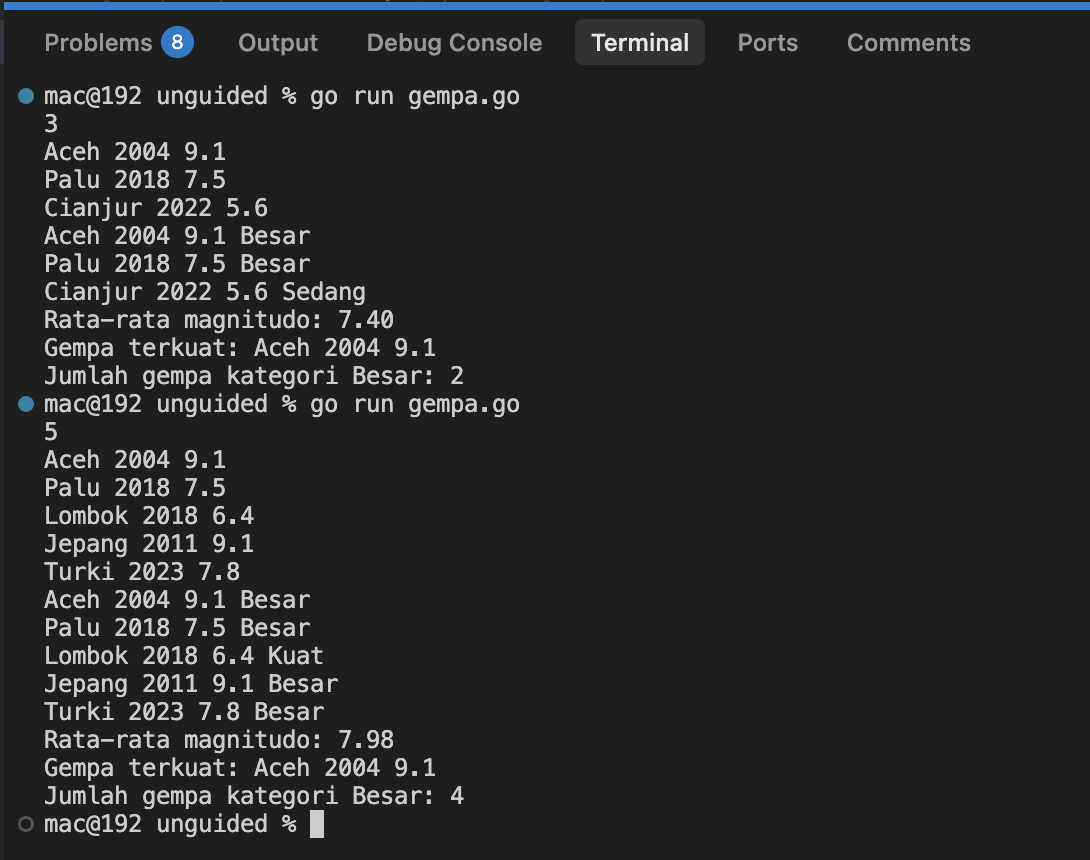 Problems 8 Output Debug Console Terminal Ports Comments
mac@192 unguided % go run gempa.go
3
Aceh 2004 9.1
Palu 2018 7.5
Cianjur 2022 5.6
Aceh 2004 9.1 Besar
Palu 2018 7.5 Besar
Cianjur 2022 5.6 Sedang
Rata-rata magnitudo: 7.40
Gempa terkuat: Aceh 2004 9.1
Jumlah gempa kategori Besar: 2
mac@192 unguided % go run gempa.go
5
Aceh 2004 9.1
Palu 2018 7.5
Lombok 2018 6.4
Jepang 2011 9.1
Turki 2023 7.8
Aceh 2004 9.1 Besar
Palu 2018 7.5 Besar
Lombok 2018 6.4 Kuat
Jepang 2011 9.1 Besar
Turki 2023 7.8 Besar
Rata-rata magnitudo: 7.98
Gempa terkuat: Aceh 2004 9.1
Jumlah gempa kategori Besar: 4
mac@192 unguided %